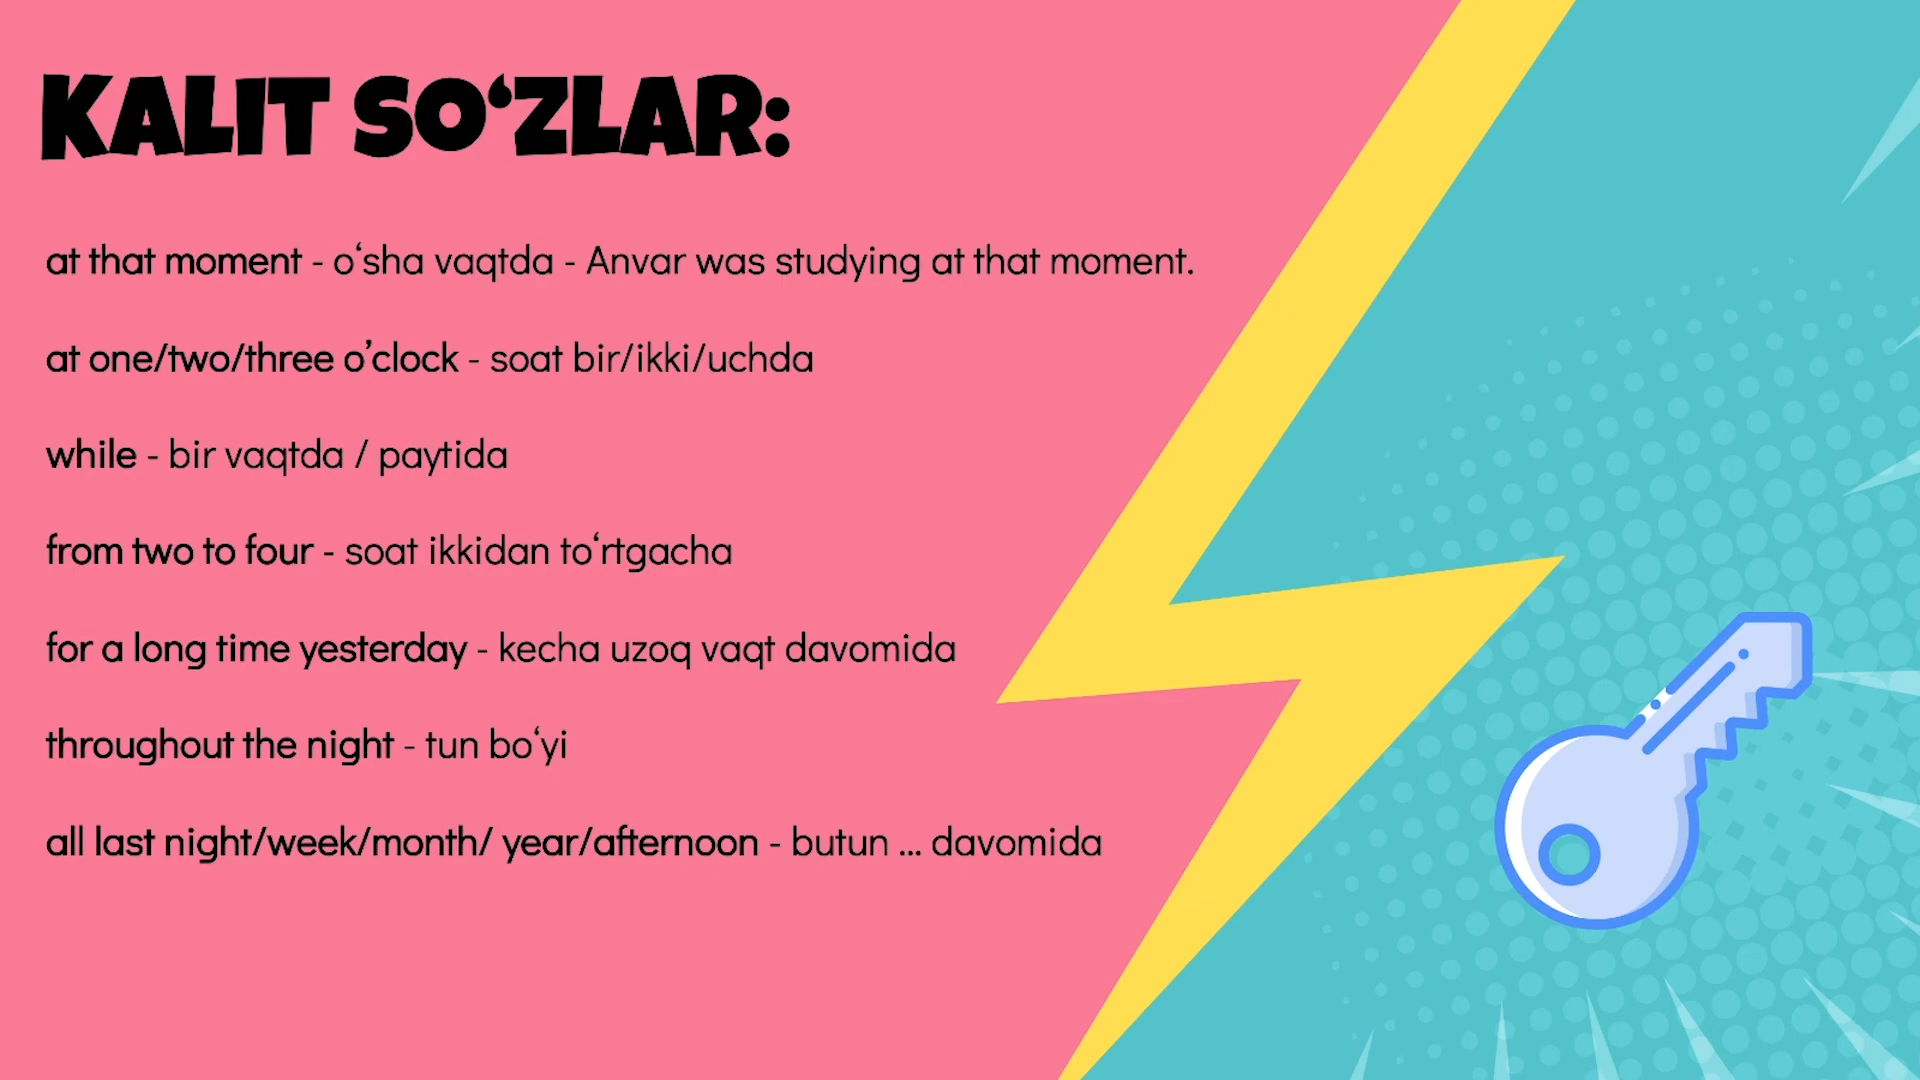 KALIT SO‘ZLAR:
at that moment - o‘sha vaqtda - Anvar was studying at that moment.
at one/two/three o’clock - soat bir/ikki/uchda
while - bir vaqtda / paytida
from two to four - soat ikkidan to‘rtgacha
for a long time yesterday - kecha uzoq vaqt davomida
throughout the night - tun bo‘yi
all last night/week/month/ year/afternoon - butun ... davomida